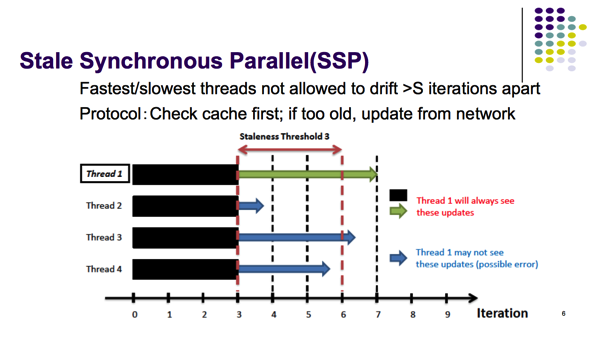 Stale Synchronous Parallel(SSP)
Fastest/slowest threads not allowed to drift >S iterations apart
Protocol：Check cache first; if too old, update from network
Staleness Threshold 3
Thread 1
Thread 2
Thread 3
Thread 4
Thread 1 will always see
these updates
Thread 1 may not see
these updates (possible error)
0 1 2 3 4 5 6 7 8 9 Iteration
6